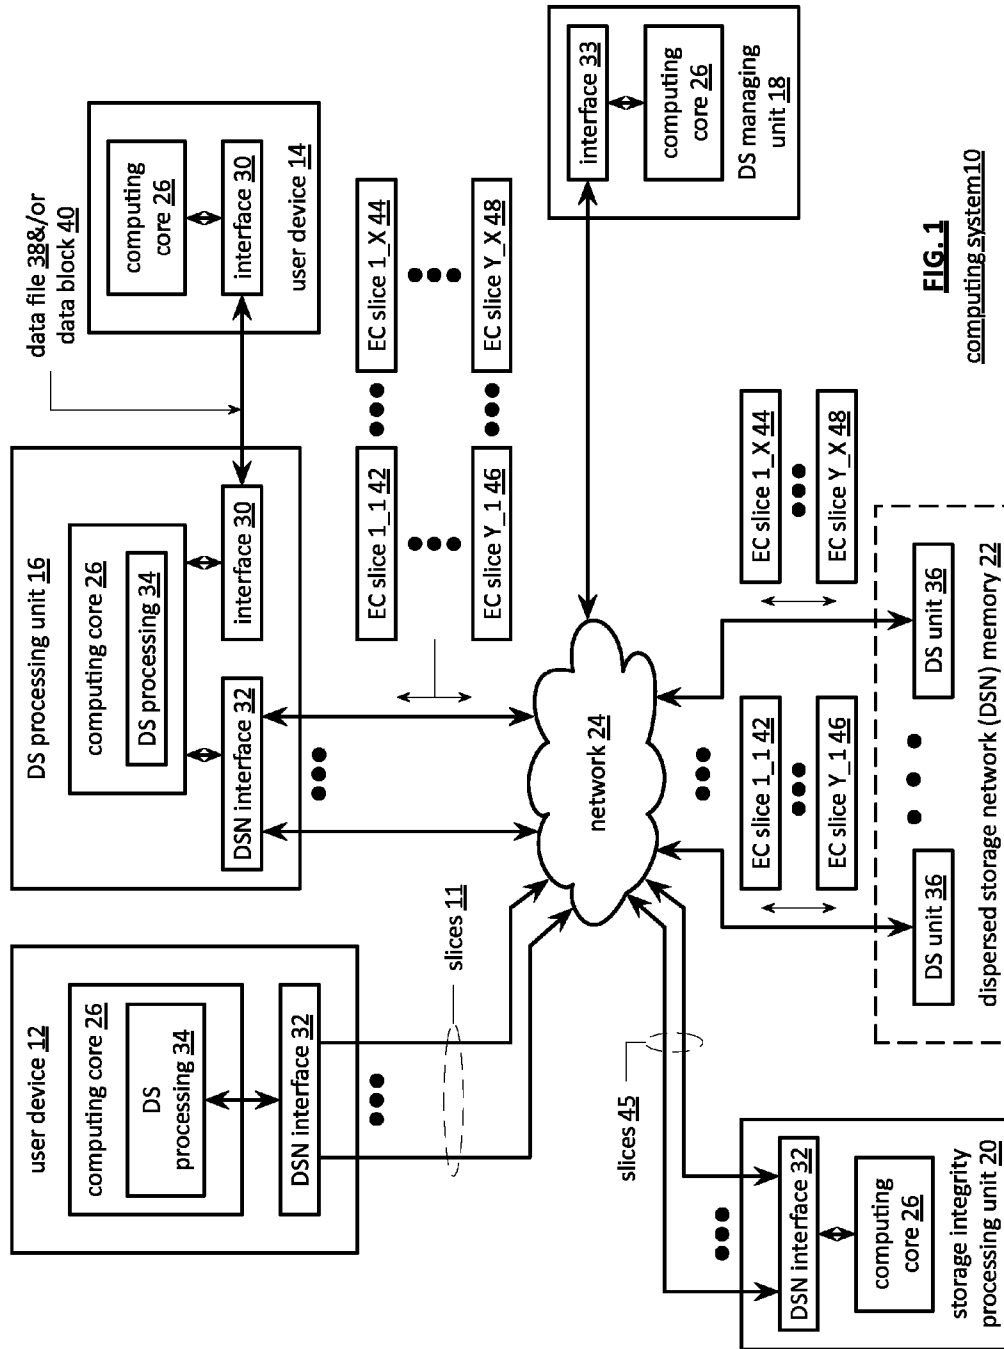 user device 12
computing core 26
DS
processing 34
DSN interface 32
slices 11
DS processing unit 16
computing core 26
DS processing 34
DSN interface 32
interface 30
data file 38&/or
data block 40
computing
core 26
interface 30
user device 14
EC slice 1_1 42
EC slice 1_X 44
EC slice Y_1 46
EC slice Y_X 48
network 24
interface 33
computing
core 26
DS managing
unit 18
slices 45
DSN interface 32
computing
core 26
storage integrity
processing unit 20
EC slice 1_1 42
EC slice Y_1 46
EC slice 1_X 44
EC slice Y_X 48
DS unit 36
DS unit 36
dispersed storage network (DSN) memory 22
FIG. 1
computing system10